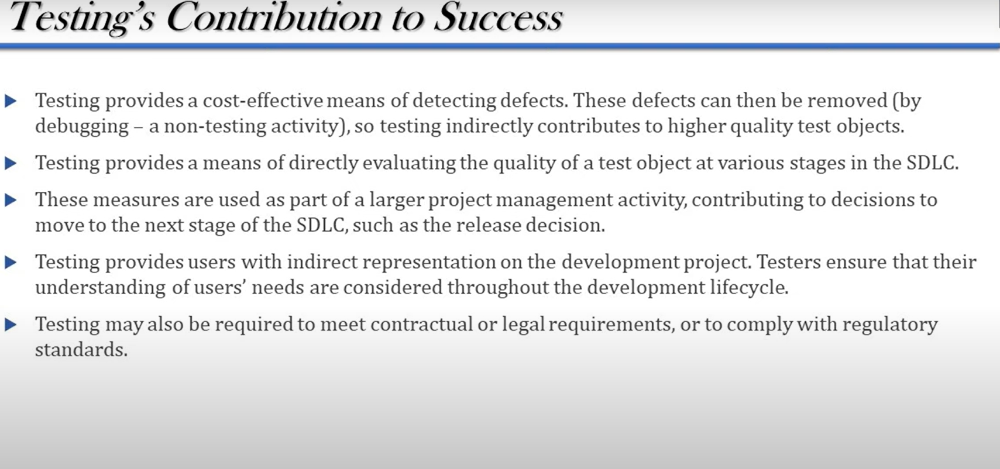 Testing's Contribution to Success
Testing provides a cost-effective means of detecting defects. These defects can then be removed (by
debugging – a non-testing activity), so testing indirectly contributes to higher quality test objects.
Testing provides a means of directly evaluating the quality of a test object at various stages in the SDLC.
These measures are used as part of a larger project management activity, contributing to decisions to
move to the next stage of the SDLC, such as the release decision.
Testing provides users with indirect representation on the development project. Testers ensure that their
understanding of users’ needs are considered throughout the development lifecycle.
Testing may also be required to meet contractual or legal requirements, or to comply with regulatory
standards.